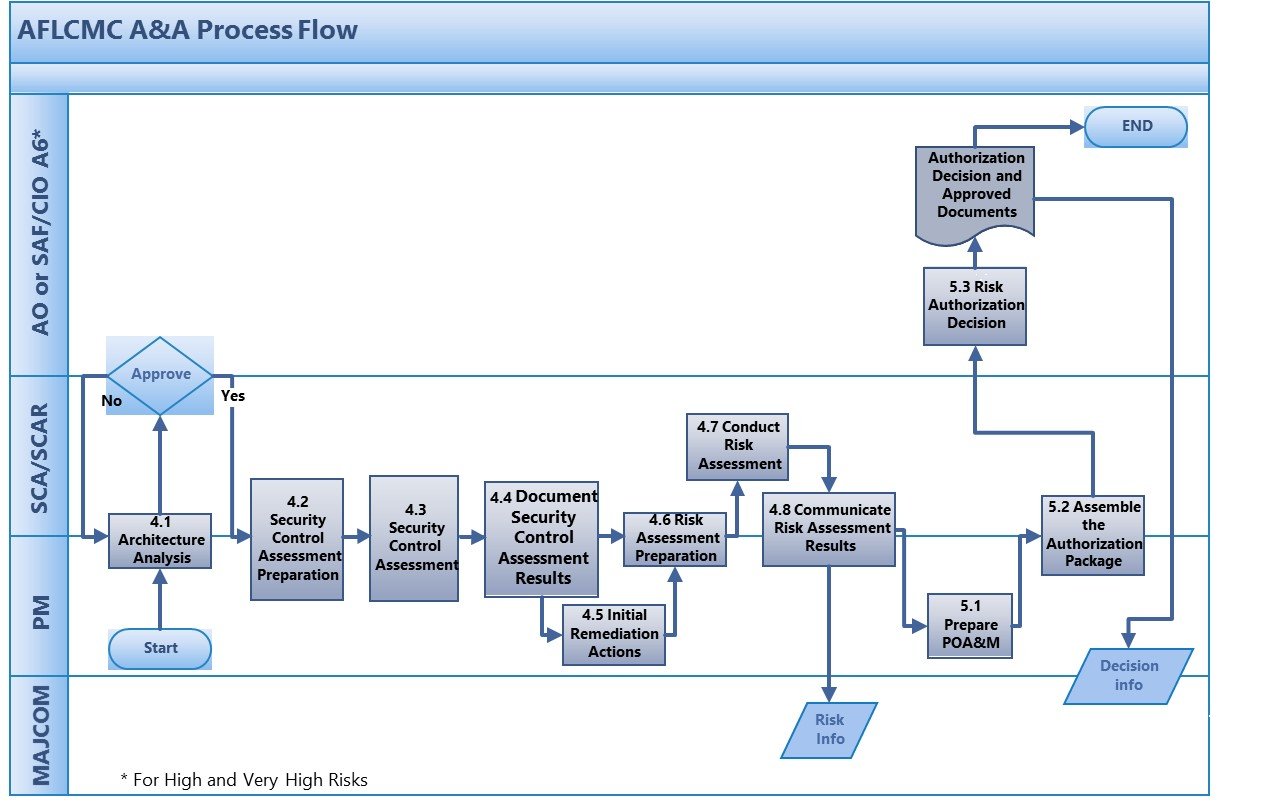 AFLCMC A&A Process Flow
AO or SAF/CIO A6*
SCA/SCAR
PM
MAJCOM
END
Authorization
Decision and
Approved
Documents
5.3 Risk
Authorization
Decision
Approve
No
Yes
4.1
Architecture
Analysis
Start
4.2
Security
Control
Assessment
Preparation
4.3
Security
Control
Assessment
4.4 Document
Security
Control
Assessment
Results
4.5 Initial
Remediation
Actions
4.6 Risk
Assessment
Preparation
4.7 Conduct
Risk
Assessment
4.8 Communicate
Risk Assessment
Results
5.1
Prepare
POA&M
5.2 Assemble
the
Authorization
Package
Decision
info
Risk
Info
* For High and Very High Risks